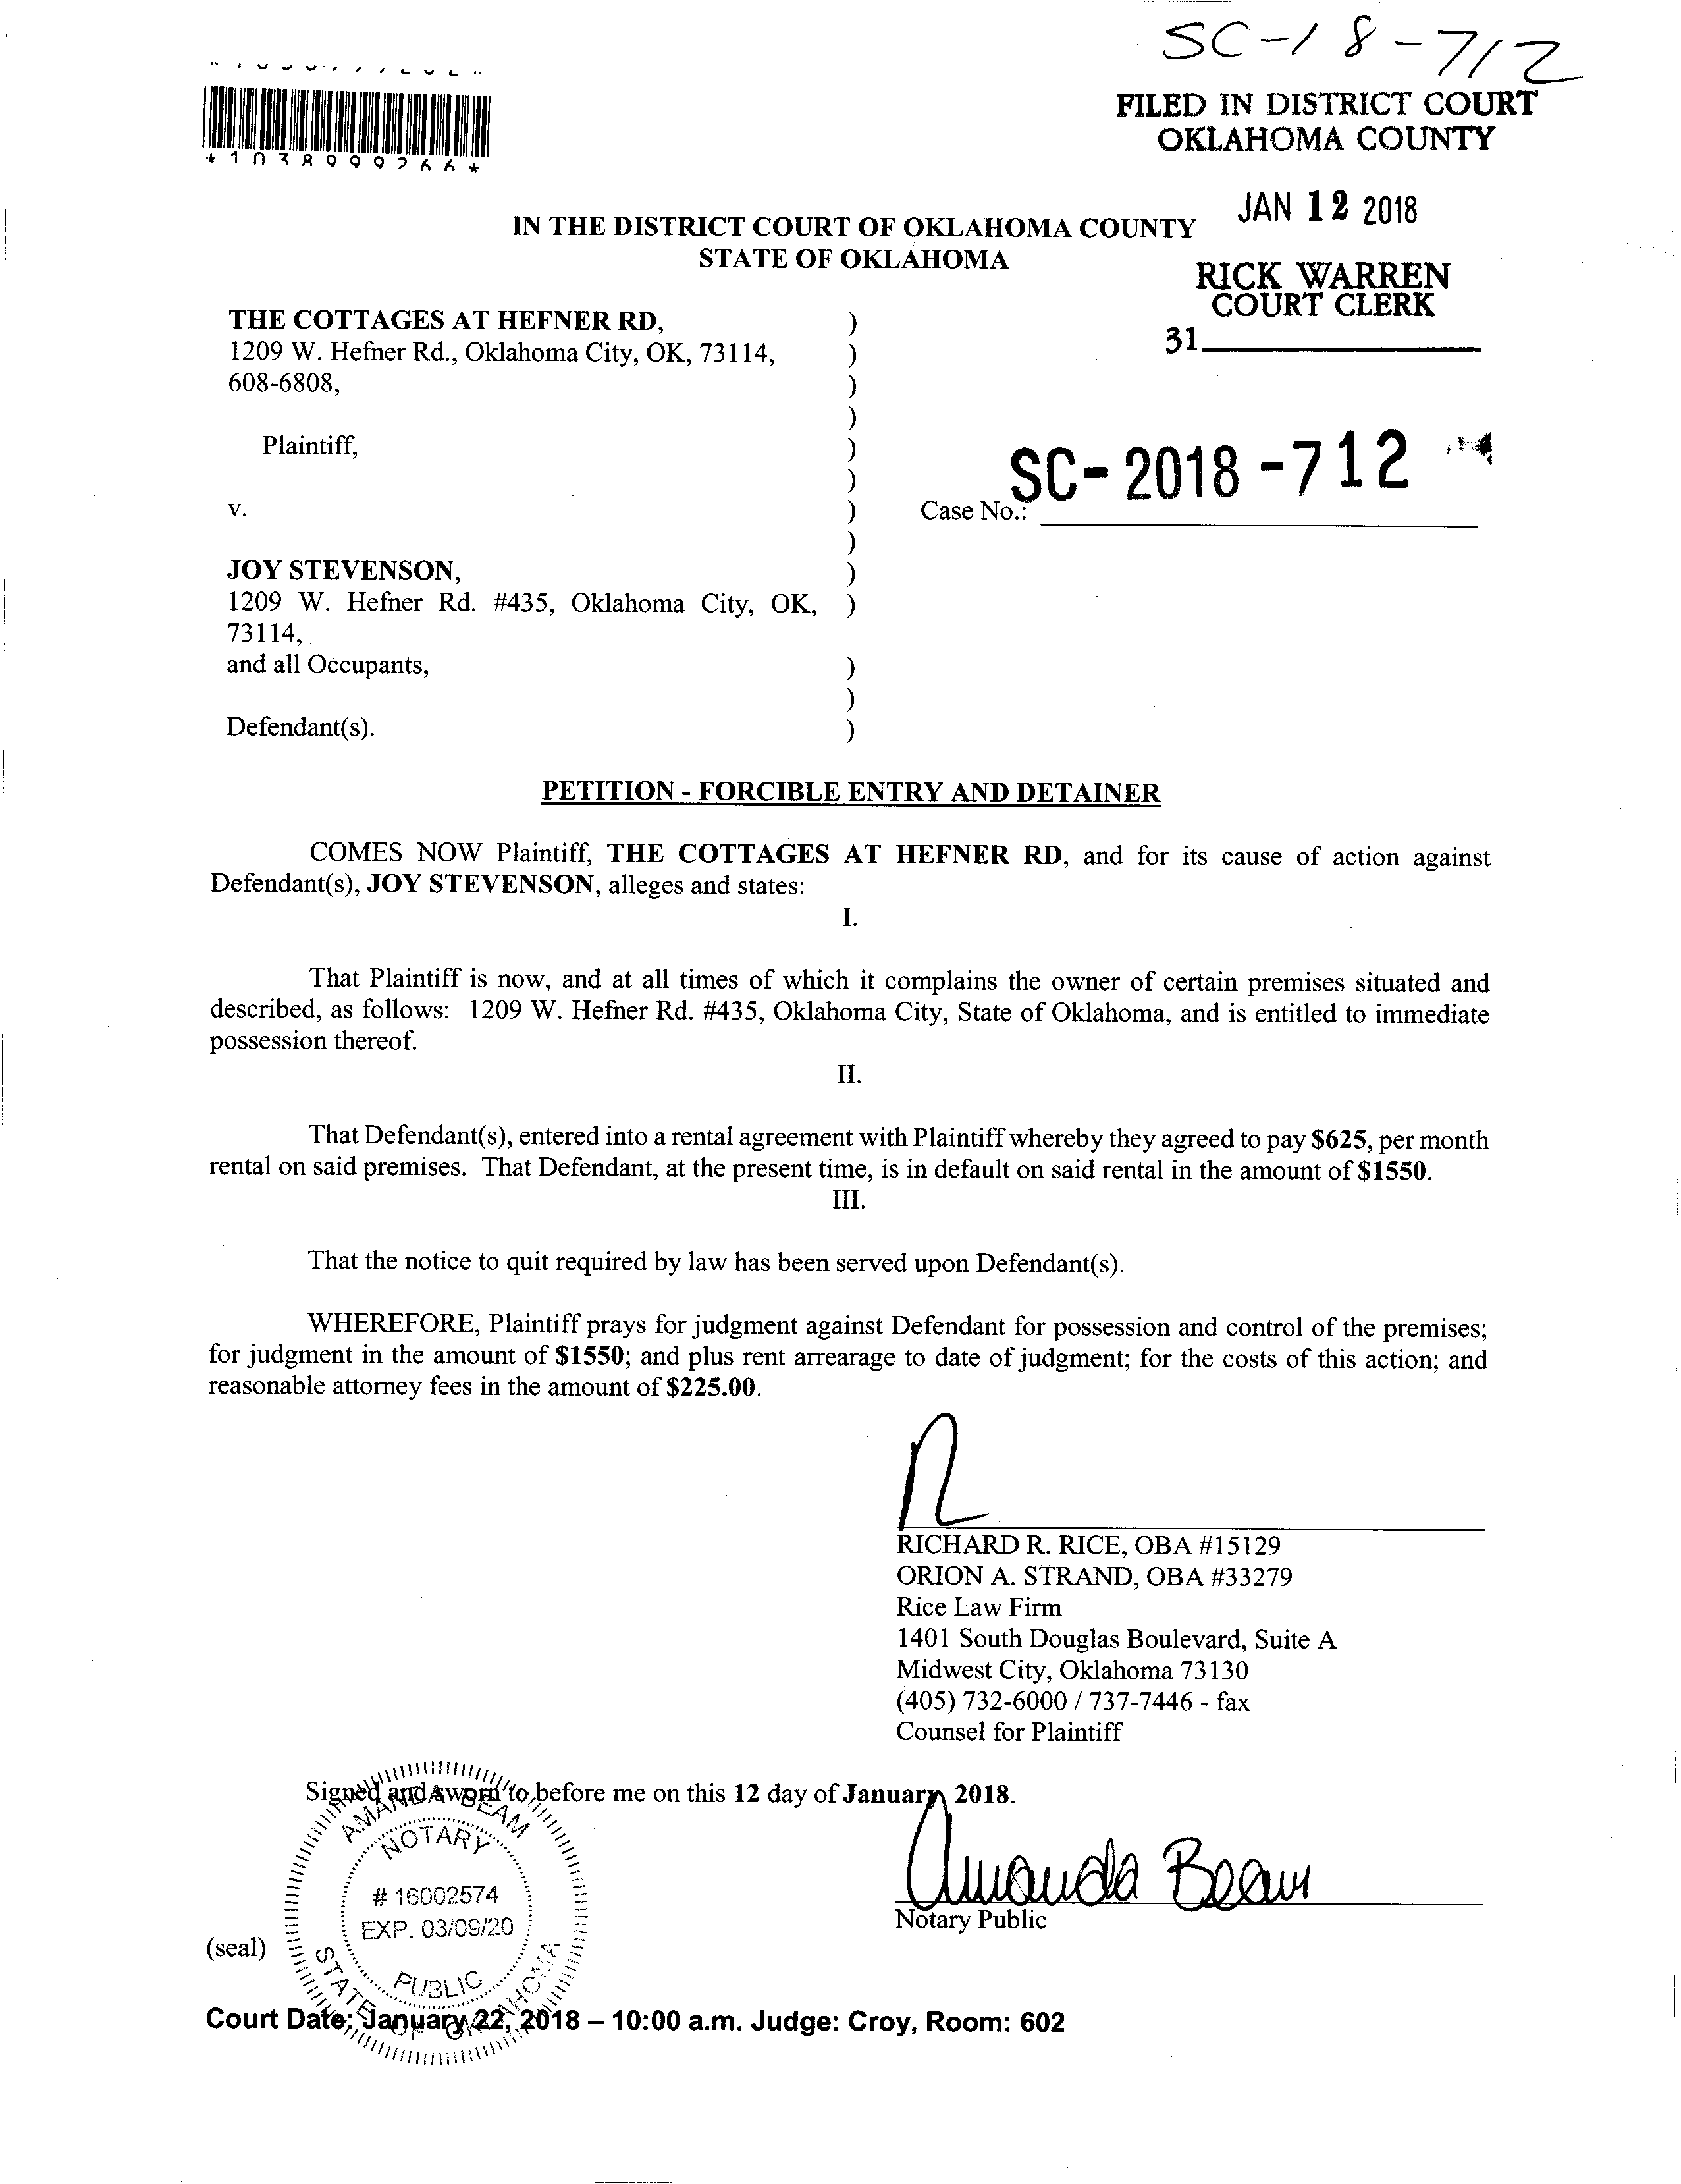 SC-18-712
FILED IN DISTRICT COURT
OKLAHOMA COUNTY
*1038999266*
JAN 12 2018
IN THE DISTRICT COURT OF OKLAHOMA COUNTY
STATE OF OKLAHOMA
RICK WARREN
COURT CLERK
31
THE COTTAGES AT HEFNER RD, )
1209 W. Hefner Rd., Oklahoma City, OK, 73114, )
608-6808, )
)
Plaintiff, )
)
v. )
Case No.: SC-2018-712
)
JOY STEVENSON, )
1209 W. Hefner Rd. #435, Oklahoma City, OK, )
73114,
and all Occupants, )
)
Defendant(s). )
PETITION - FORCIBLE ENTRY AND DETAINER
COMES NOW Plaintiff, THE COTTAGES AT HEFNER RD, and for its cause of action against
Defendant(s), JOY STEVENSON, alleges and states:
I.
That Plaintiff is now, and at all times of which it complains the owner of certain premises situated and
described, as follows: 1209 W. Hefner Rd. #435, Oklahoma City, State of Oklahoma, and is entitled to immediate
possession thereof.
II.
That Defendant(s), entered into a rental agreement with Plaintiff whereby they agreed to pay $625, per month
rental on said premises. That Defendant, at the present time, is in default on said rental in the amount of $1550.
III.
That the notice to quit required by law has been served upon Defendant(s).
WHEREFORE, Plaintiff prays for judgment against Defendant for possession and control of the premises;
for judgment in the amount of $1550; and plus rent arrearage to date of judgment; for the costs of this action; and
reasonable attorney fees in the amount of $225.00.
RICHARD R. RICE, OBA #15129
ORION A. STRAND, OBA #33279
Rice Law Firm
1401 South Douglas Boulevard, Suite A
Midwest City, Oklahoma 73130
(405) 732-6000 / 737-7446 - fax
Counsel for Plaintiff
Signed and sworn to before me on this 12 day of January, 2018.
AMANDA BEAM
NOTARY
# 16002574
EXP. 03/09/20
PUBLIC
STATE OF OKLAHOMA
Amanda Beam
Notary Public
(seal)
Court Date: January 22, 2018 – 10:00 a.m. Judge: Croy, Room: 602